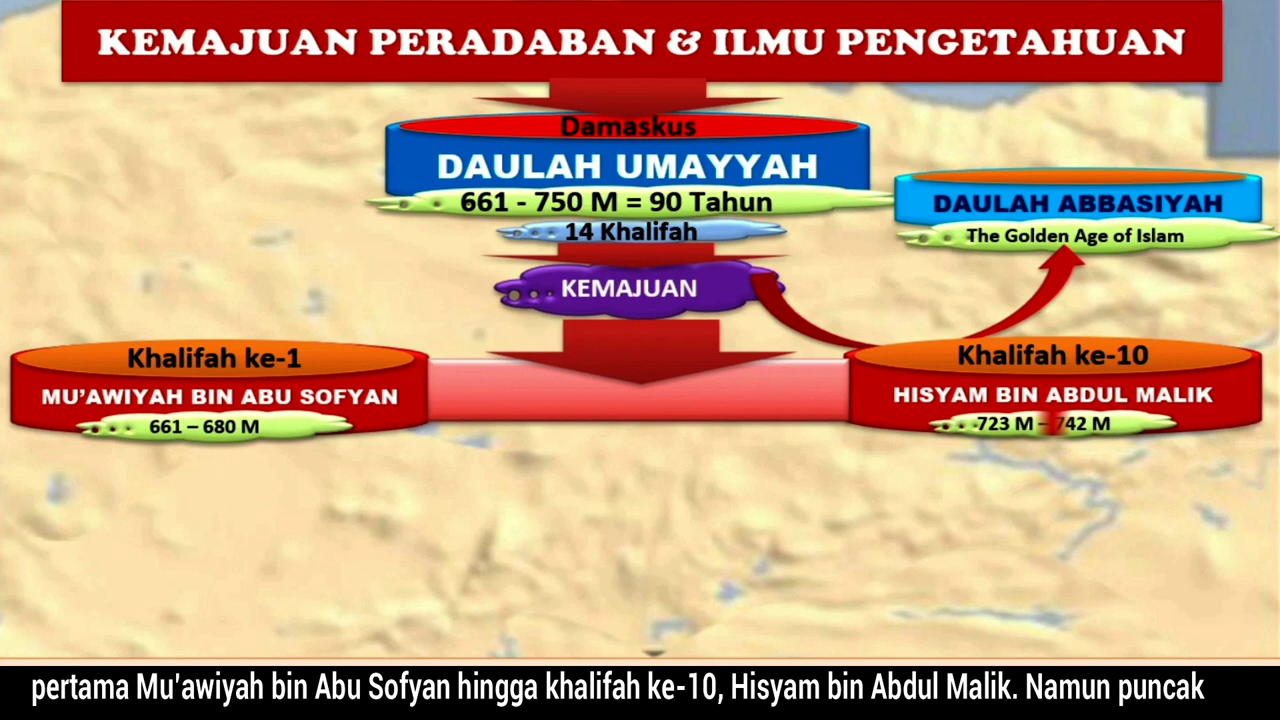 KEMAJUAN PERADABAN & ILMU PENGETAHUAN
Damaskus
DAULAH UMAYYAH
661 - 750 M = 90 Tahun
14 Khalifah
KEMAJUAN
DAULAH ABBASIYAH
The Golden Age of Islam
Khalifah ke-1
MU’AWIYAH BIN ABU SOFYAN
661 – 680 M
Khalifah ke-10
HISYAM BIN ABDUL MALIK
723 M – 742 M
pertama Mu'awiyah bin Abu Sofyan hingga khalifah ke-10, Hisyam bin Abdul Malik. Namun puncak